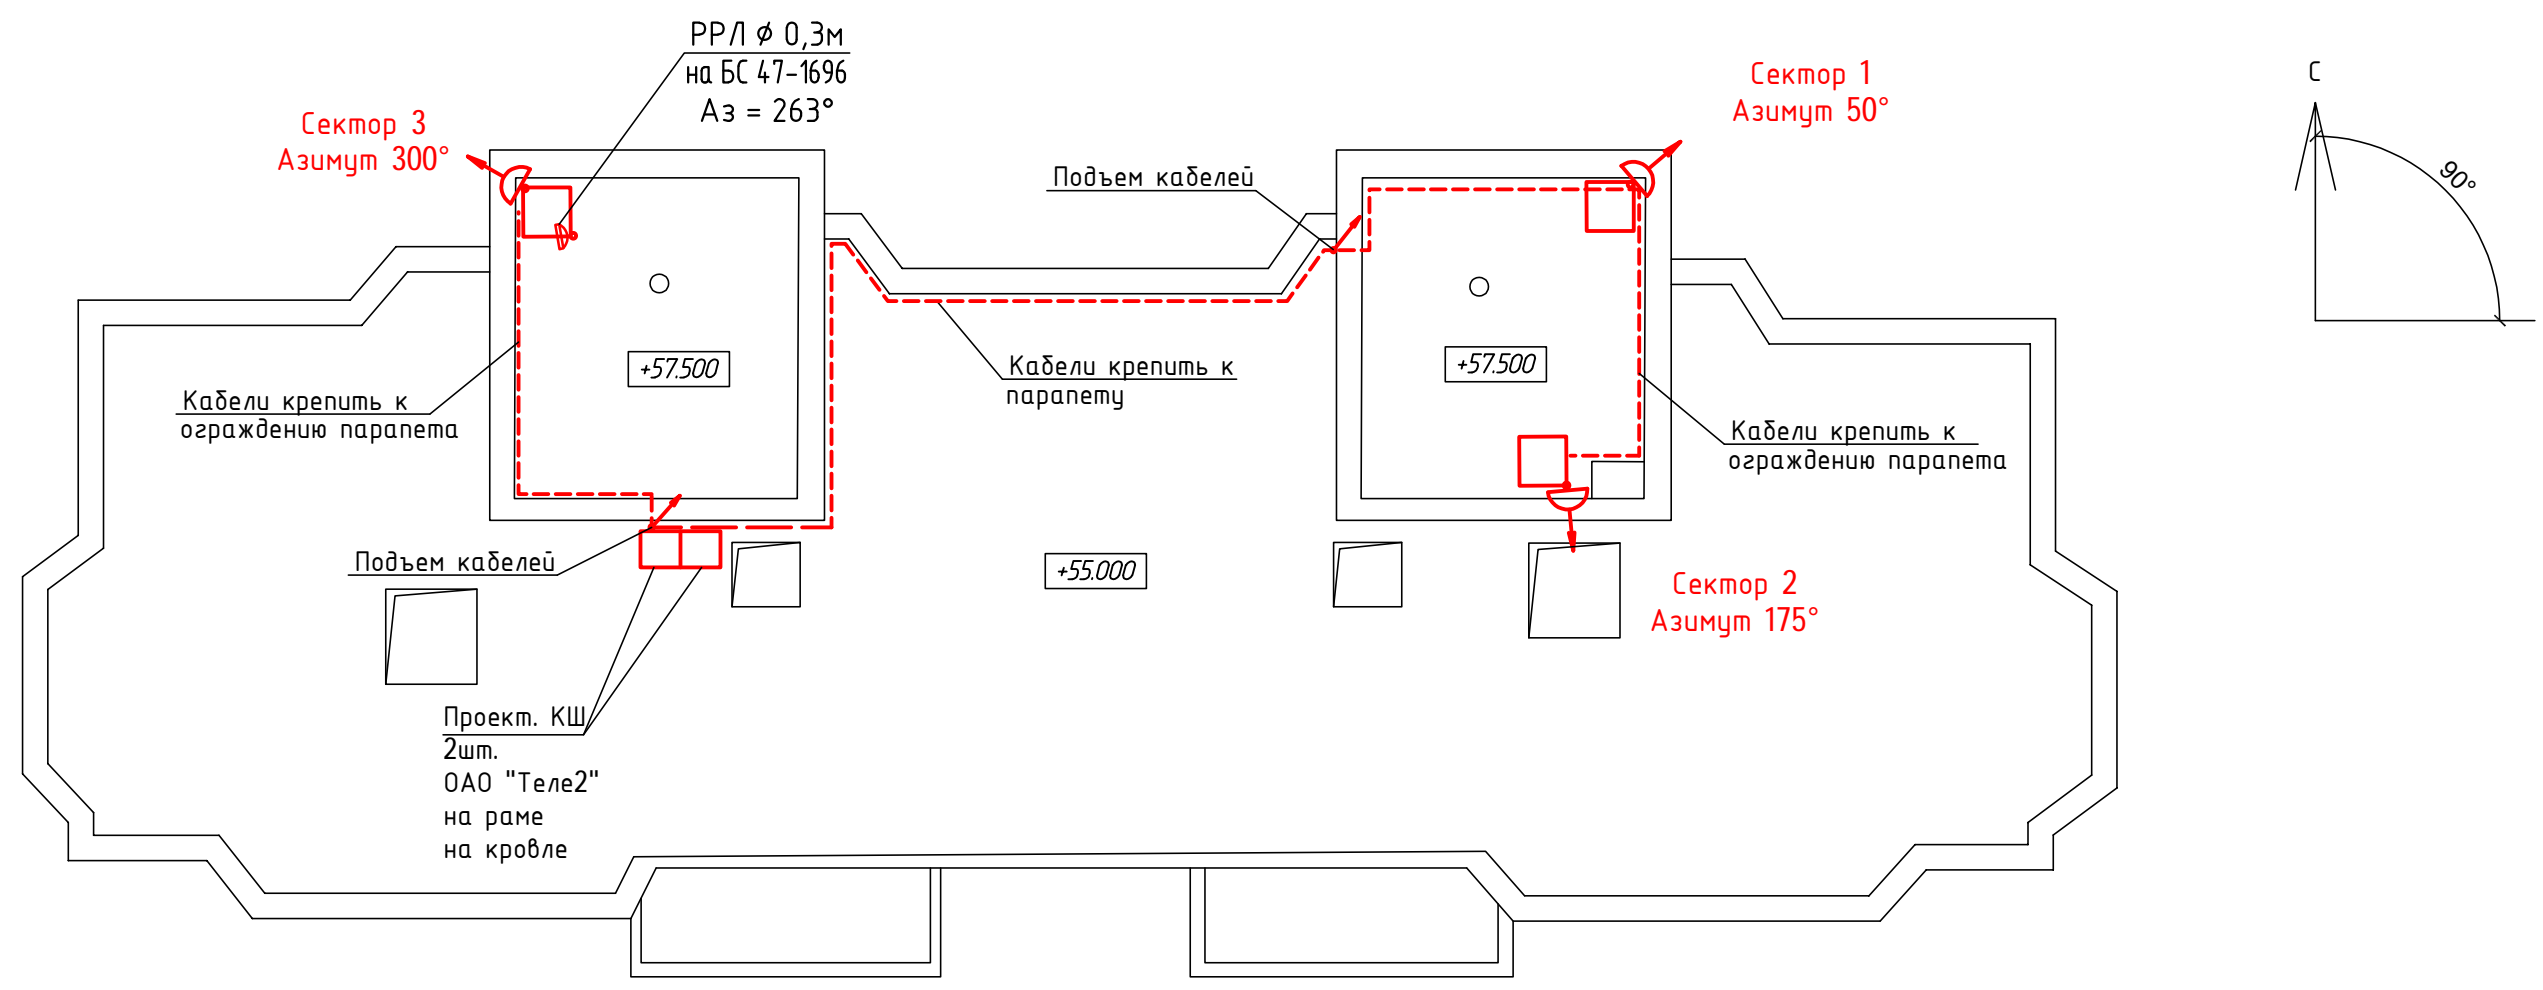 РРЛ ϕ 0,3м
на БС 47-1696
Аз = 263°
Сектор 3
Азимут 300°
Сектор 1
Азимут 50°
С
90°
Подъем кабелей
+57.500
+57.500
Кабели крепить к
парапету
Кабели крепить к
ограждению парапета
Кабели крепить к
ограждению парапета
Подъем кабелей
+55.000
Сектор 2
Азимут 175°
Проект. КШ
2шт.
ОАО "Теле2"
на раме
на кровле